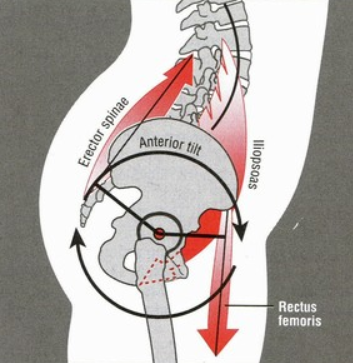 Erector spinae
Anterior tilt
Iliopsoas
Rectus
femoris